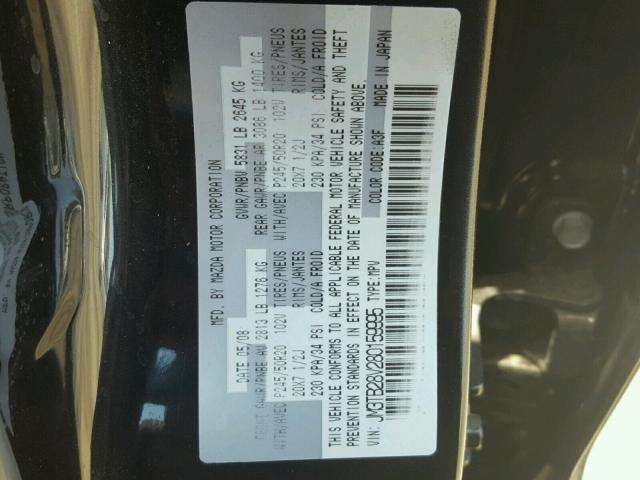 MFD. BY MAZDA MOTOR CORPORATION
DATE 05/08 GVWR/PNBV 5831 LB 2645 KG
FRONT GAWR/PNBE AV 2813 LB 1276 KG REAR GAWR/PNBE AR 3086 LB 1400 KG
WITH/AVEC P245/50R20 102V TIRES/PNEUS WITH/AVEC P245/50R20 102V TIRES/PNEUS
20X7 1/2J RIMS/JANTES 20X7 1/2J RIMS/JANTES
230 KPA/34 PSI COLD/A FROID 230 KPA/34 PSI COLD/A FROID
THIS VEHICLE CONFORMS TO ALL APPLICABLE FEDERAL MOTOR VEHICLE SAFETY AND THEFT
PREVENTION STANDARDS IN EFFECT ON THE DATE OF MANUFACTURE SHOWN ABOVE.
VIN: JM3TB28V280159995 TYPE:MPV COLOR CODE:A3F MADE IN JAPAN